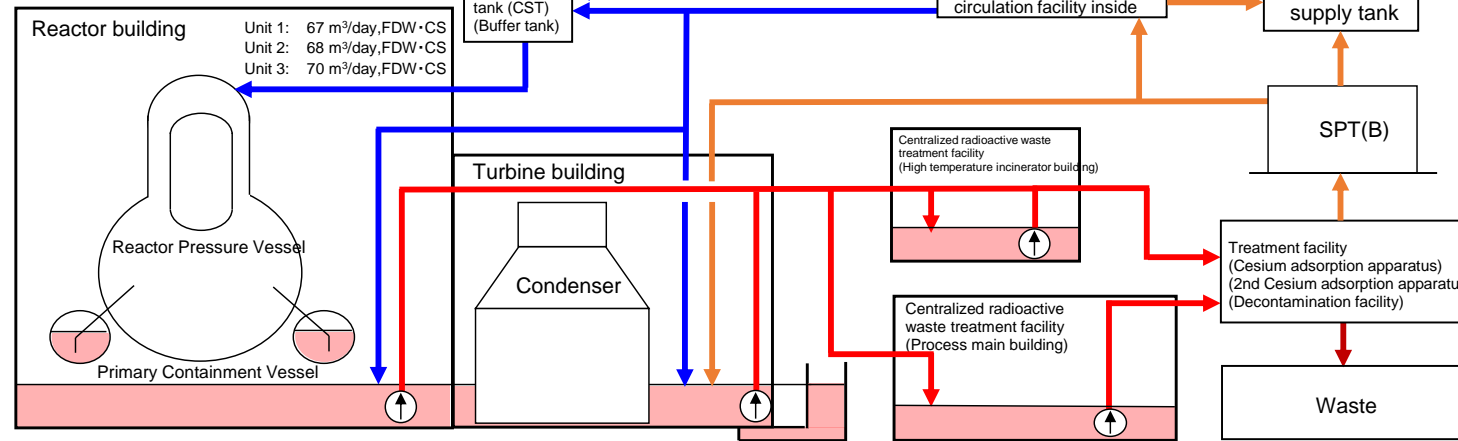 tank (CST)
(Buffer tank)
circulation facility inside
supply tank
Reactor building
Unit 1: 67 m³/day,FDW・CS
Unit 2: 68 m³/day,FDW・CS
Unit 3: 70 m³/day,FDW・CS
SPT(B)
Centralized radioactive waste
treatment facility
(High temperature incinerator building)
Turbine building
Reactor Pressure Vessel
Condenser
Treatment facility
(Cesium adsorption apparatus)
(2nd Cesium adsorption apparatu
(Decontamination facility)
Centralized radioactive
waste treatment facility
(Process main building)
Primary Containment Vessel
Waste